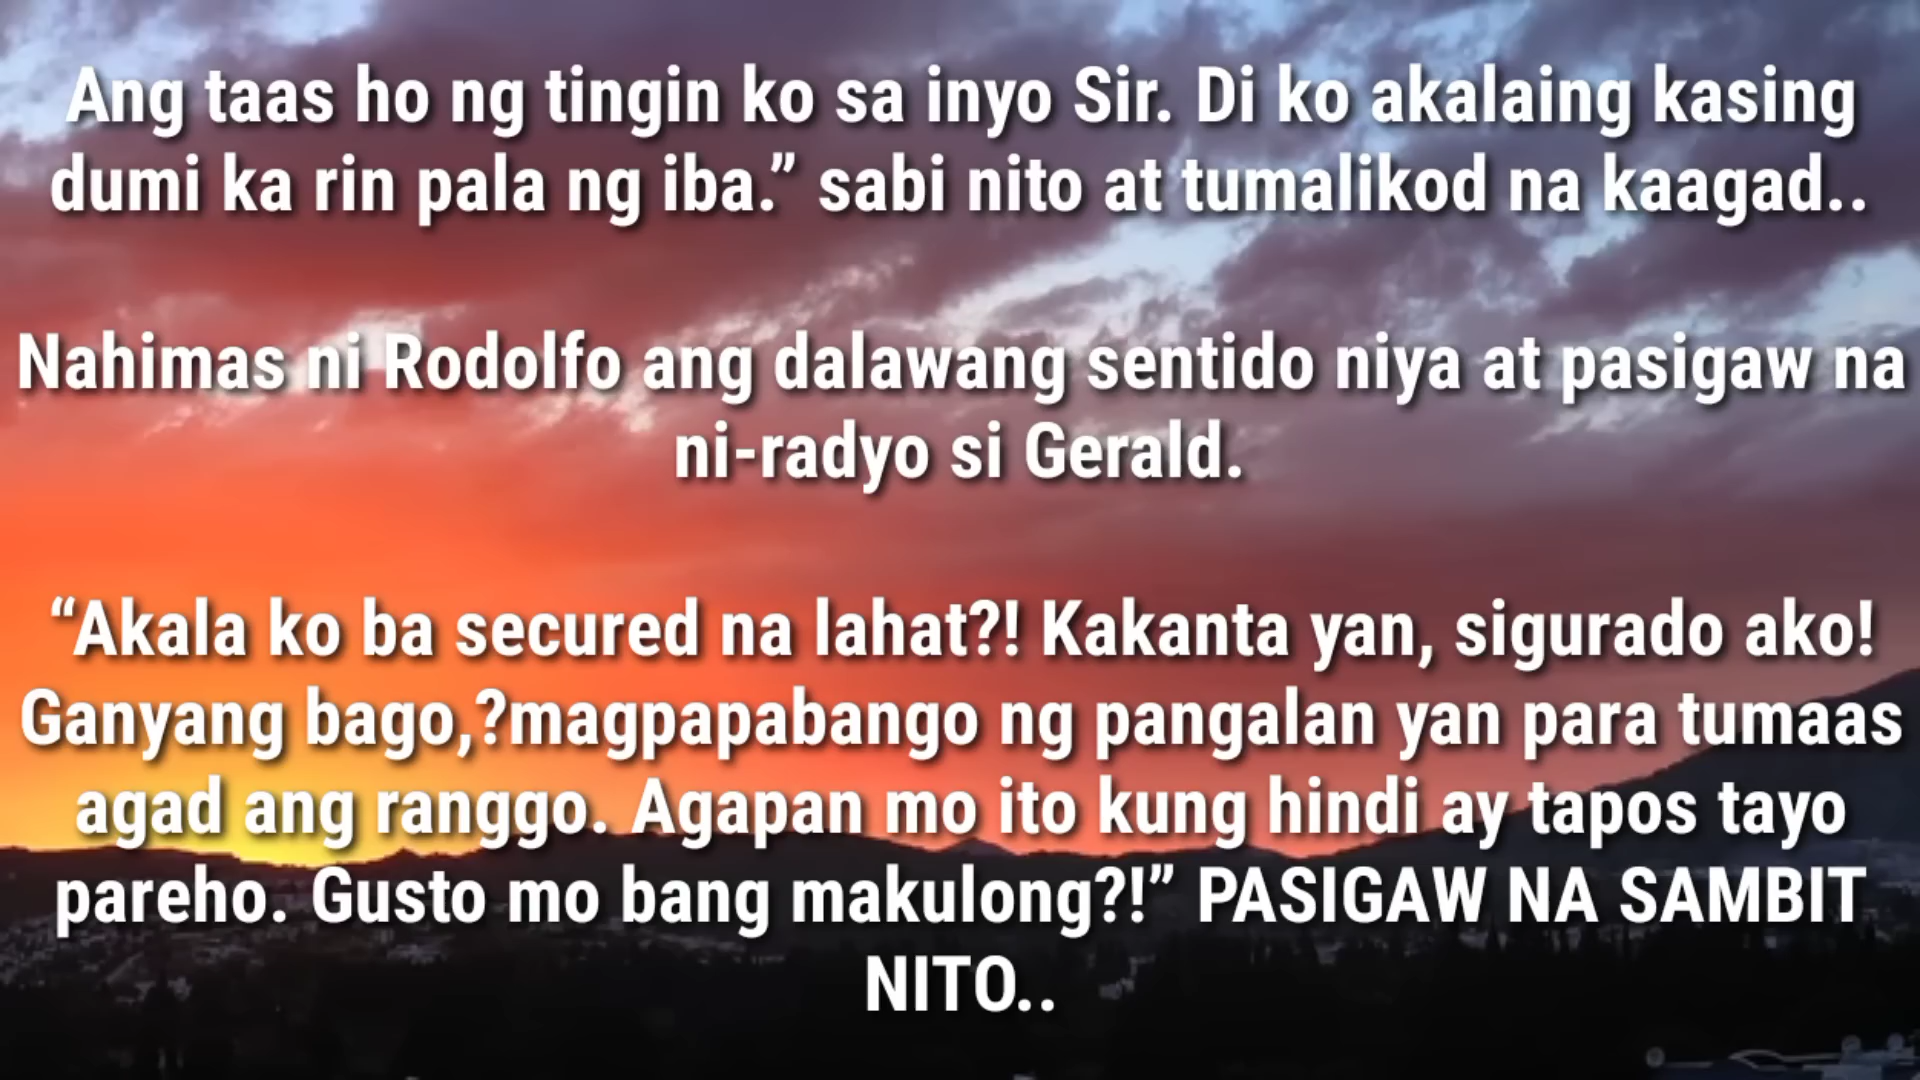 Ang taas ho ng tingin ko sa inyo Sir. Di ko akalaing kasing
dumi ka rin pala ng iba.” sabi nito at tumalikod na kaagad..
Nahimas ni Rodolfo ang dalawang sentido niya at pasigaw na
ni-radyo si Gerald.
“Akala ko ba secured na lahat?! Kakanta yan, sigurado ako!
Ganyang bago,?magpapabango ng pangalan yan para tumaas
agad ang ranggo. Agapan mo ito kung hindi ay tapos tayo
pareho. Gusto mo bang makulong?!” PASIGAW NA SAMBIT
NITO..